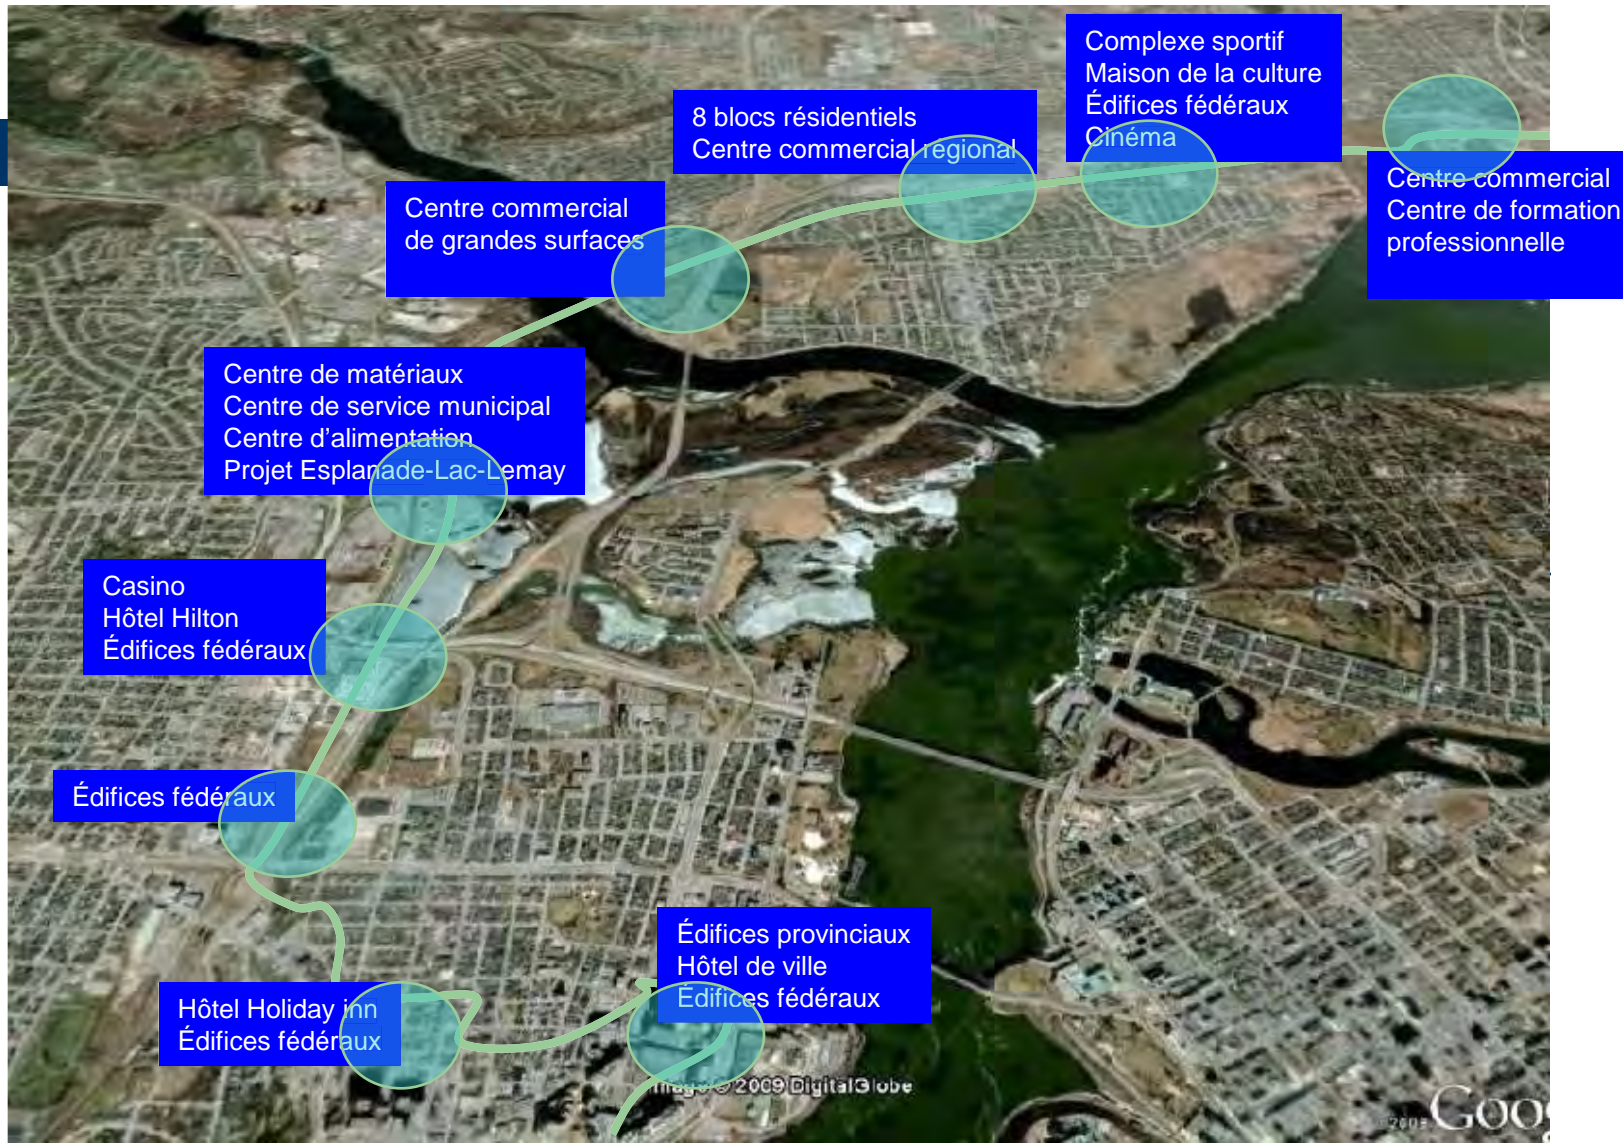 Complexe sportif
Maison de la culture
Édifices fédéraux
Cinéma
8 blocs résidentiels
Centre commercial régional
Centre commercial
Centre de formation
professionnelle
Centre commercial
de grandes surfaces
Centre de matériaux
Centre de service municipal
Centre d'alimentation
Projet Esplanade-Lac-Lemay
Casino
Hôtel Hilton
Édifices fédéraux
Édifices fédéraux
Édifices provinciaux
Hôtel de ville
Édifices fédéraux
Hôtel Holiday inn
Édifices fédéraux
Image © 2009 DigitalGlobe